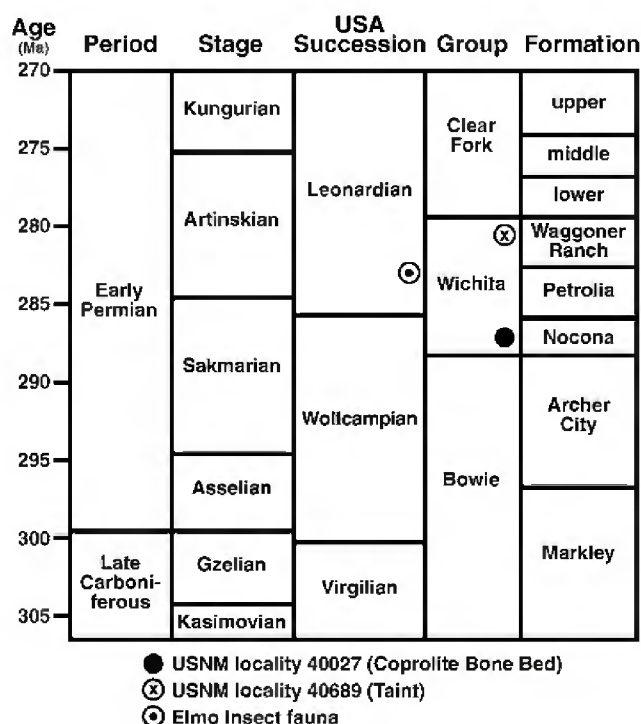 Age
(Ma)
Period
Stage
USA
Succession
Group
Formation
270
275
280
285
290
295
300
305
Early
Permian
Late
Carboni-
ferous
Kungurian
Artinskian
Sakmarian
Asselian
Gzelian
Kasimovian
Leonardian
Wolfcampian
Virgilian
Clear
Fork
Wichita
Bowie
upper
middle
lower
Waggoner
Ranch
Petrolia
Nocona
Archer
City
Markley
USNM locality 40027 (Coprolite Bone Bed)
USNM locality 40689 (Taint)
Elmo Insect fauna